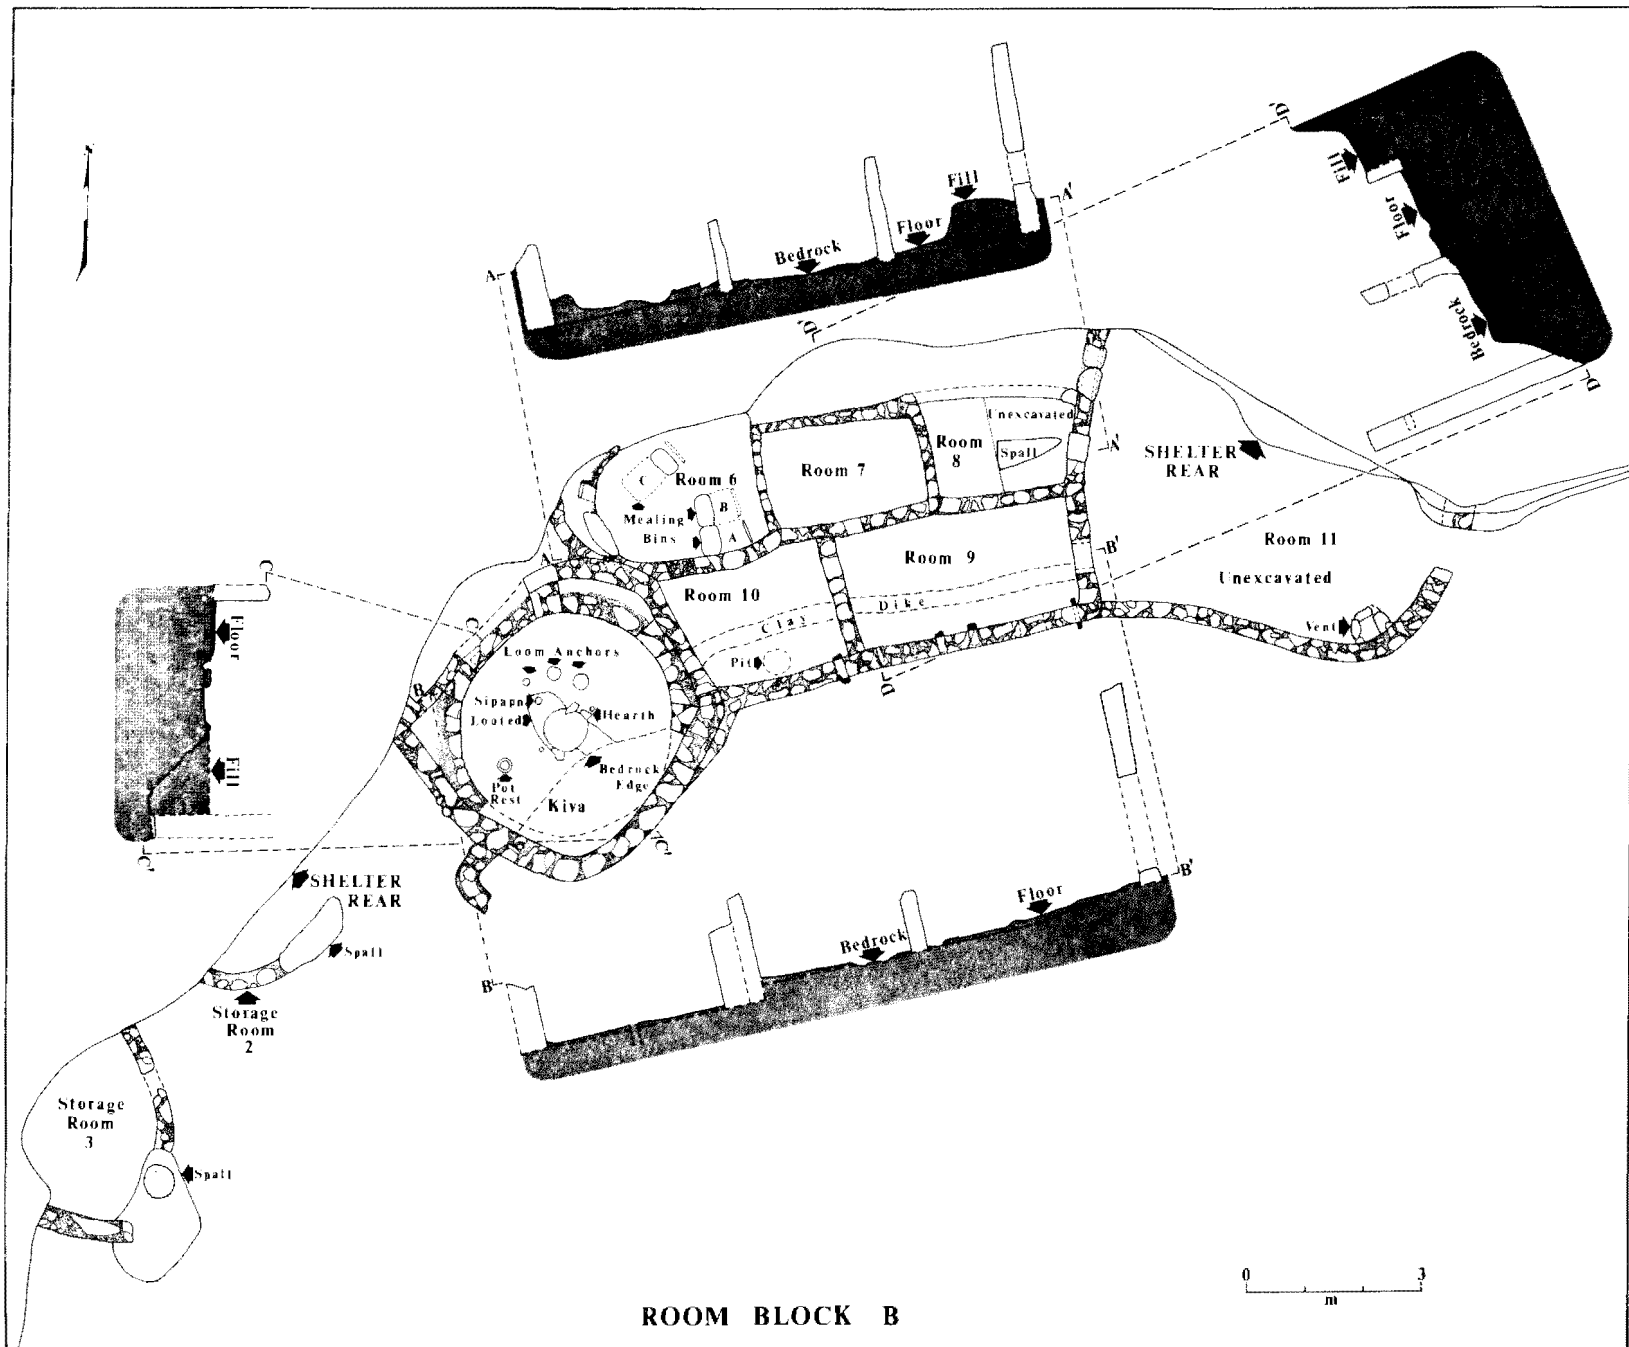 D'
Fill
Floor
Bedrock
D
Fill
A'
Floor
Bedrock
A
D'
Unexcavated
Room
8
Spall
A'
SHELTER
REAR
Room 7
Room 6
C
B
A
Mealing
Bins
A
Room 11
Unexcavated
Vent
B'
Room 9
Room 10
Clay Dike
Pit
D
C
C
Floor
Fill
C'
B
Loom Anchors
Sipapu
Looted
Hearth
Bedrock
Edge
Pot
Rest
Kiva
C'
SHELTER
REAR
Spall
Storage
Room
2
B
Bedrock
Floor
B'
Storage
Room
3
Spall
0 3
m
ROOM BLOCK B